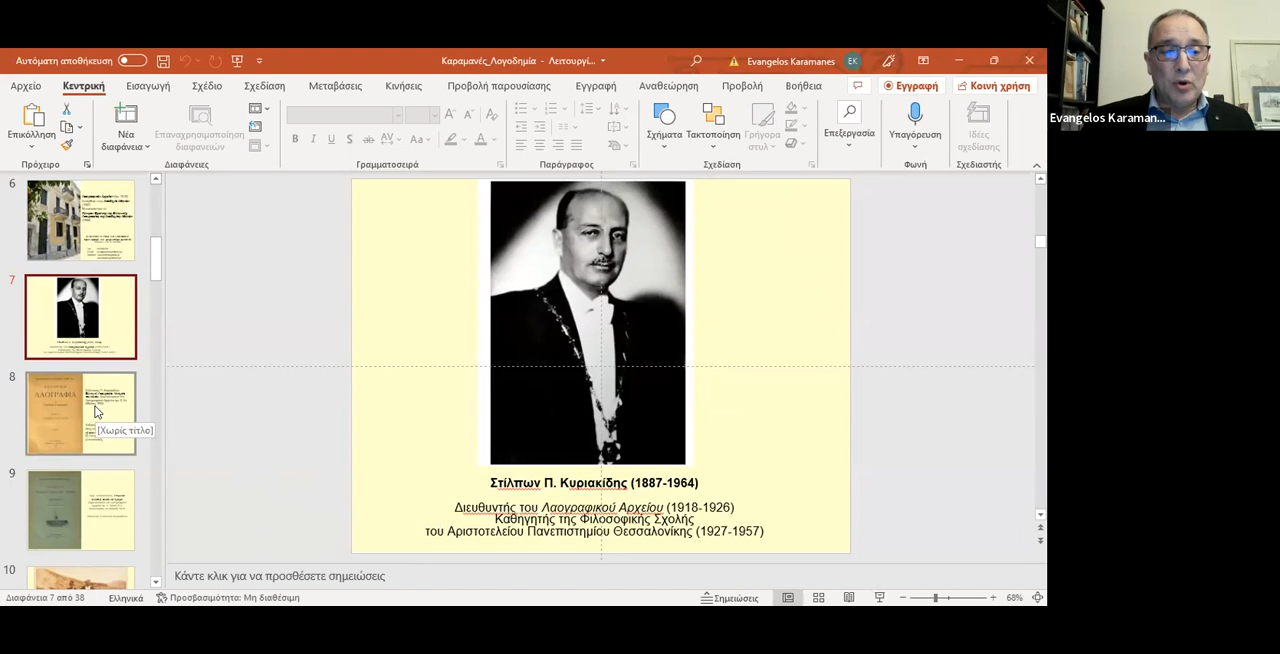 Αυτόματη αποθήκευση
Καραμανές_Λογοδημία - Λειτουργί...
Evangelos Karamanes
EK
Αρχείο
Κεντρική
Εισαγωγή
Σχέδιο
Σχεδίαση
Μεταβάσεις
Κινήσεις
Προβολή παρουσίασης
Εγγραφή
Αναθεώρηση
Προβολή
Βοήθεια
Εγγραφή
Κοινή χρήση
Επικόλληση
Νέα διαφάνεια
Επαναχρησιμοποίηση διαφανειών
Σχήματα
Τακτοποίηση
Γρήγορα στυλ
Επεξεργασία
Υπαγόρευση
Ιδέες σχεδίασης
Πρόχειρο
Διαφάνειες
Γραμματοσειρά
Παράγραφος
Σχεδίαση
Φωνή
Σχεδιαστής
6
7
8
ΛΑΟΓΡΑΦΙΑ
[Χωρίς τίτλο]
9
10
Στίλπων Π. Κυριακίδης (1887-1964)
Διευθυντής του Λαογραφικού Αρχείου (1918-1926)
Καθηγητής της Φιλοσοφικής Σχολής
του Αριστοτελείου Πανεπιστημίου Θεσσαλονίκης (1927-1957)
Κάντε κλικ για να προσθέσετε σημειώσεις
Διαφάνεια 7 από 38
Ελληνικά
Προσβασιμότητα: Μη διαθέσιμη
Σημειώσεις
68%
Evangelos Karaman...